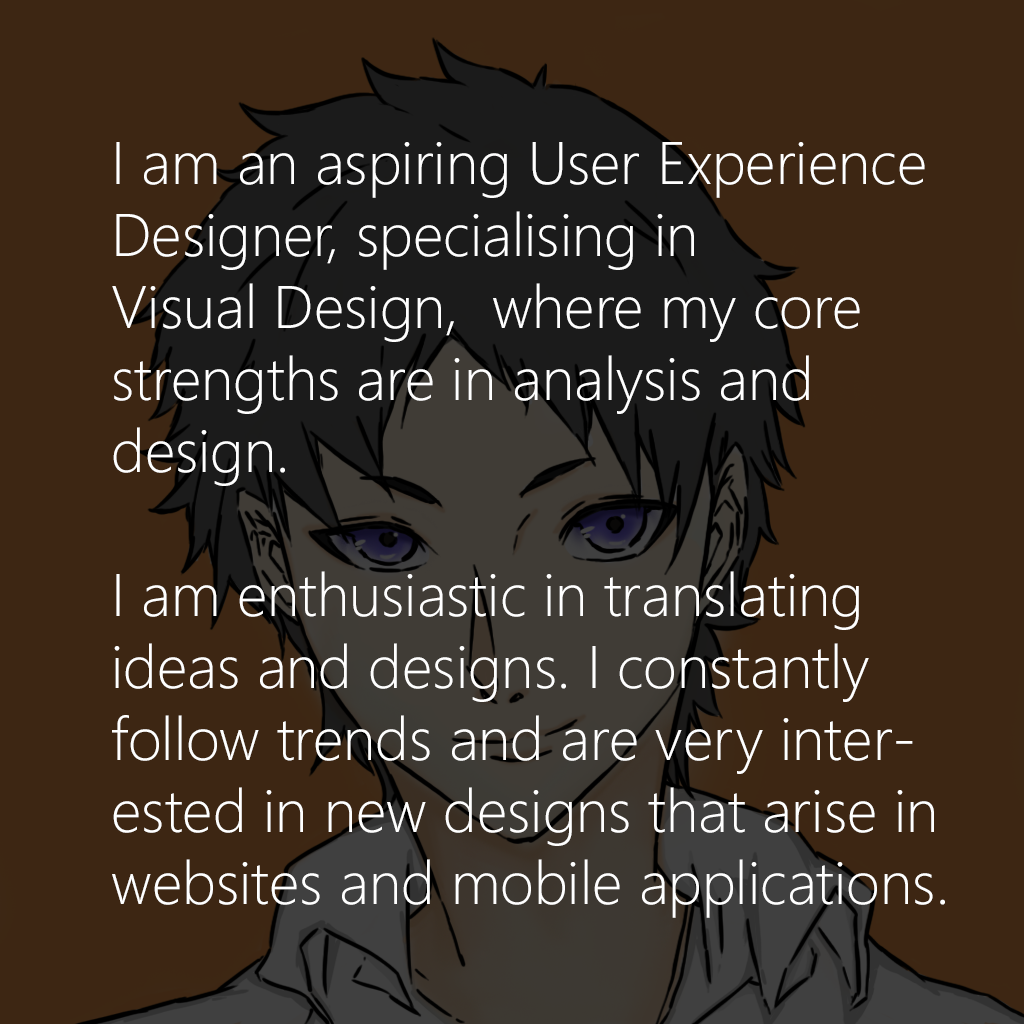 I am an aspiring User Experience
Designer, specialising in
Visual Design,  where my core
strengths are in analysis and
design.
I am enthusiastic in translating
ideas and designs. I constantly
follow trends and are very inter-
ested in new designs that arise in
websites and mobile applications.